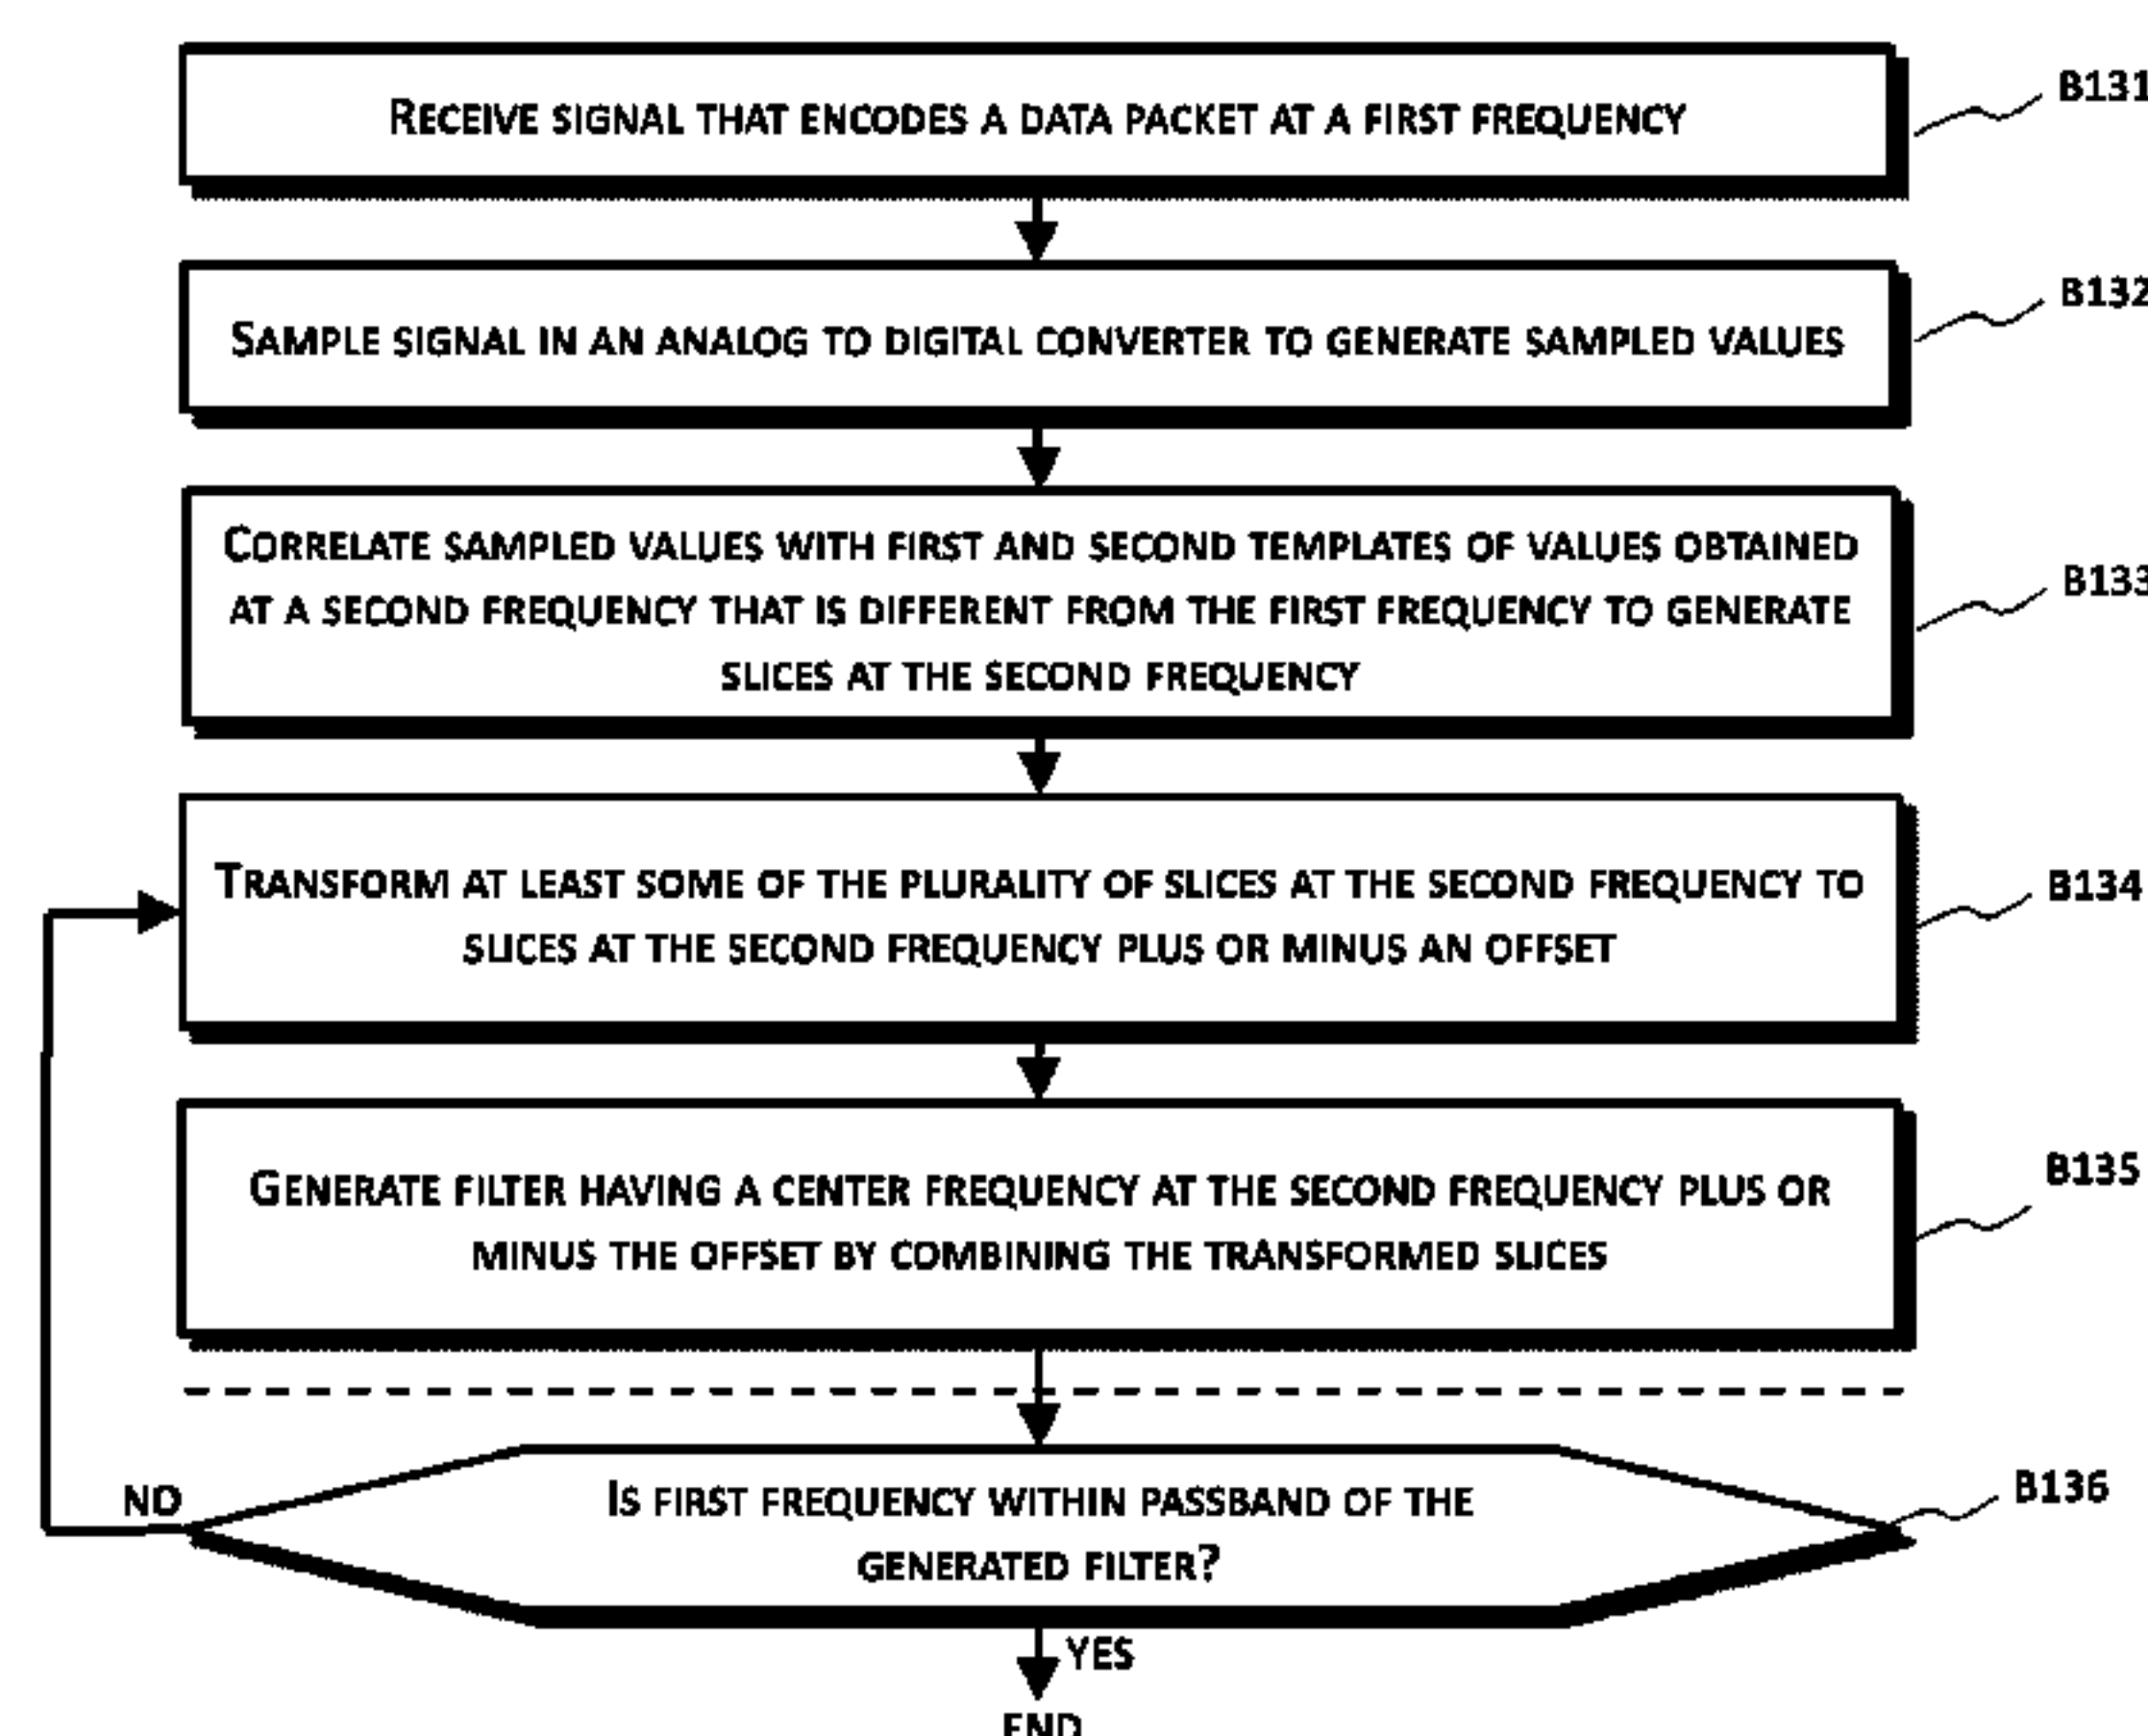 RECEIVE SIGNAL THAT ENCODES A DATA PACKET AT A FIRST FREQUENCY
B131
SAMPLE SIGNAL IN AN ANALOG TO DIGITAL CONVERTER TO GENERATE SAMPLED VALUES
B132
CORRELATE SAMPLED VALUES WITH FIRST AND SECOND TEMPLATES OF VALUES OBTAINED
AT A SECOND FREQUENCY THAT IS DIFFERENT FROM THE FIRST FREQUENCY TO GENERATE
SLICES AT THE SECOND FREQUENCY
B133
TRANSFORM AT LEAST SOME OF THE PLURALITY OF SLICES AT THE SECOND FREQUENCY TO
SLICES AT THE SECOND FREQUENCY PLUS OR MINUS AN OFFSET
B134
GENERATE FILTER HAVING A CENTER FREQUENCY AT THE SECOND FREQUENCY PLUS OR
MINUS THE OFFSET BY COMBINING THE TRANSFORMED SLICES
B135
NO
IS FIRST FREQUENCY WITHIN PASSBAND OF THE
GENERATED FILTER?
B136
YES
END